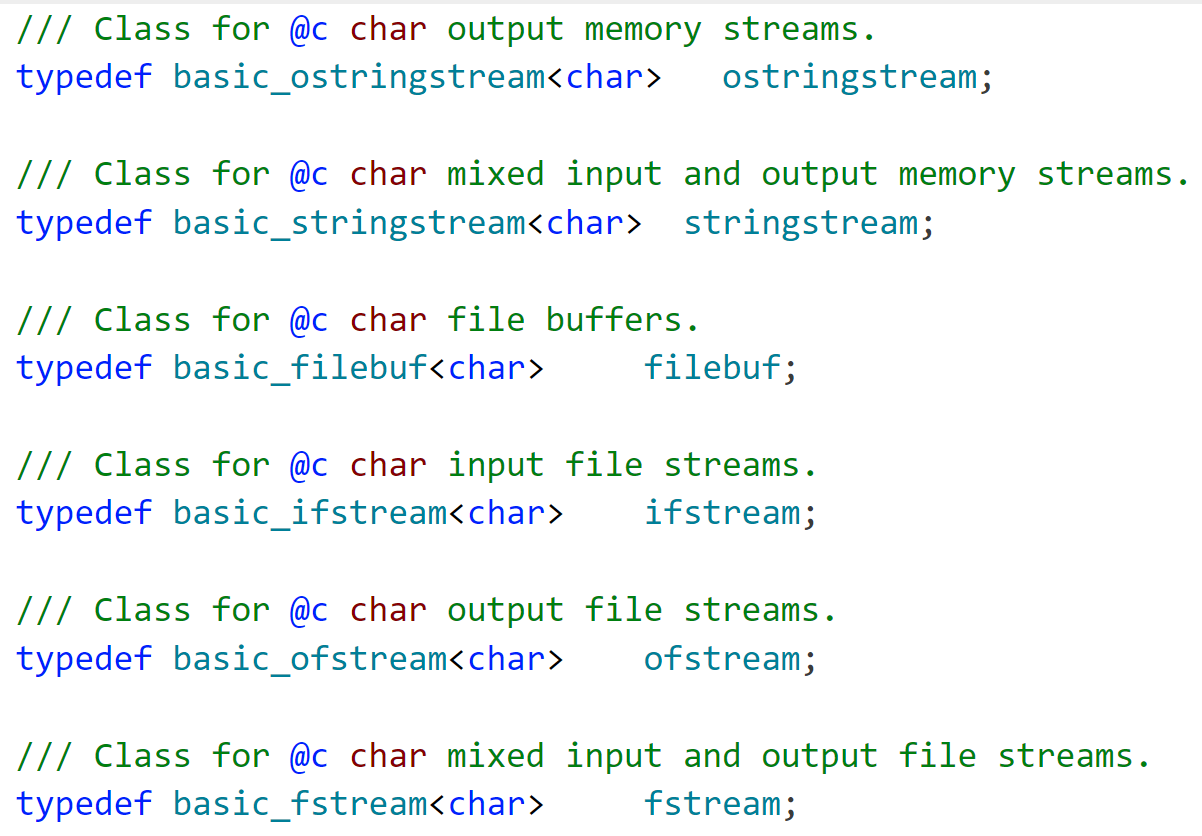 /// Class for @c char output memory streams.
typedef basic_ostringstream<char>   ostringstream;
/// Class for @c char mixed input and output memory streams.
typedef basic_stringstream<char>  stringstream;
/// Class for @c char file buffers.
typedef basic_filebuf<char>     filebuf;
/// Class for @c char input file streams.
typedef basic_ifstream<char>    ifstream;
/// Class for @c char output file streams.
typedef basic_ofstream<char>    ofstream;
/// Class for @c char mixed input and output file streams.
typedef basic_fstream<char>     fstream;